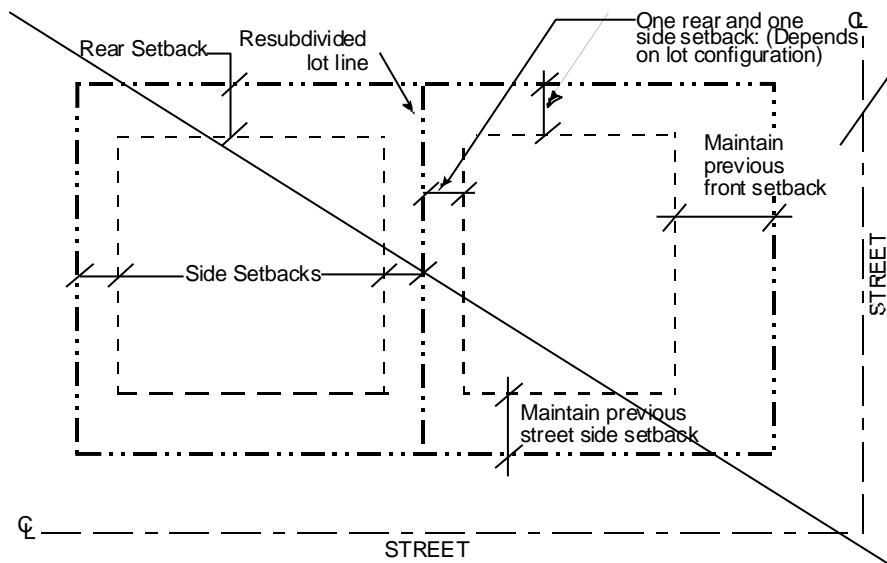 One rear and one
side setback: (Depends
on lot configuration)
℄
Rear Setback
Resubdivided
lot line
Maintain
previous
front setback
STREET
Side Setbacks
Maintain previous
street side setback
℄
STREET